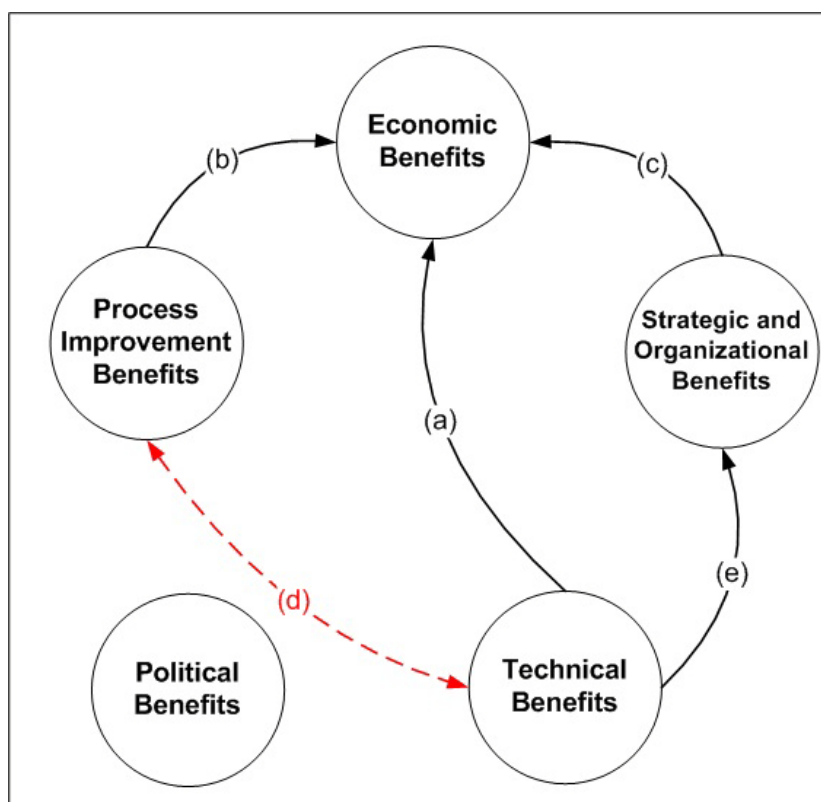 Economic
Benefits
(b)
(c)
Process
Improvement
Benefits
Strategic and
Organizational
Benefits
(a)
(e)
(d)
Political
Benefits
Technical
Benefits